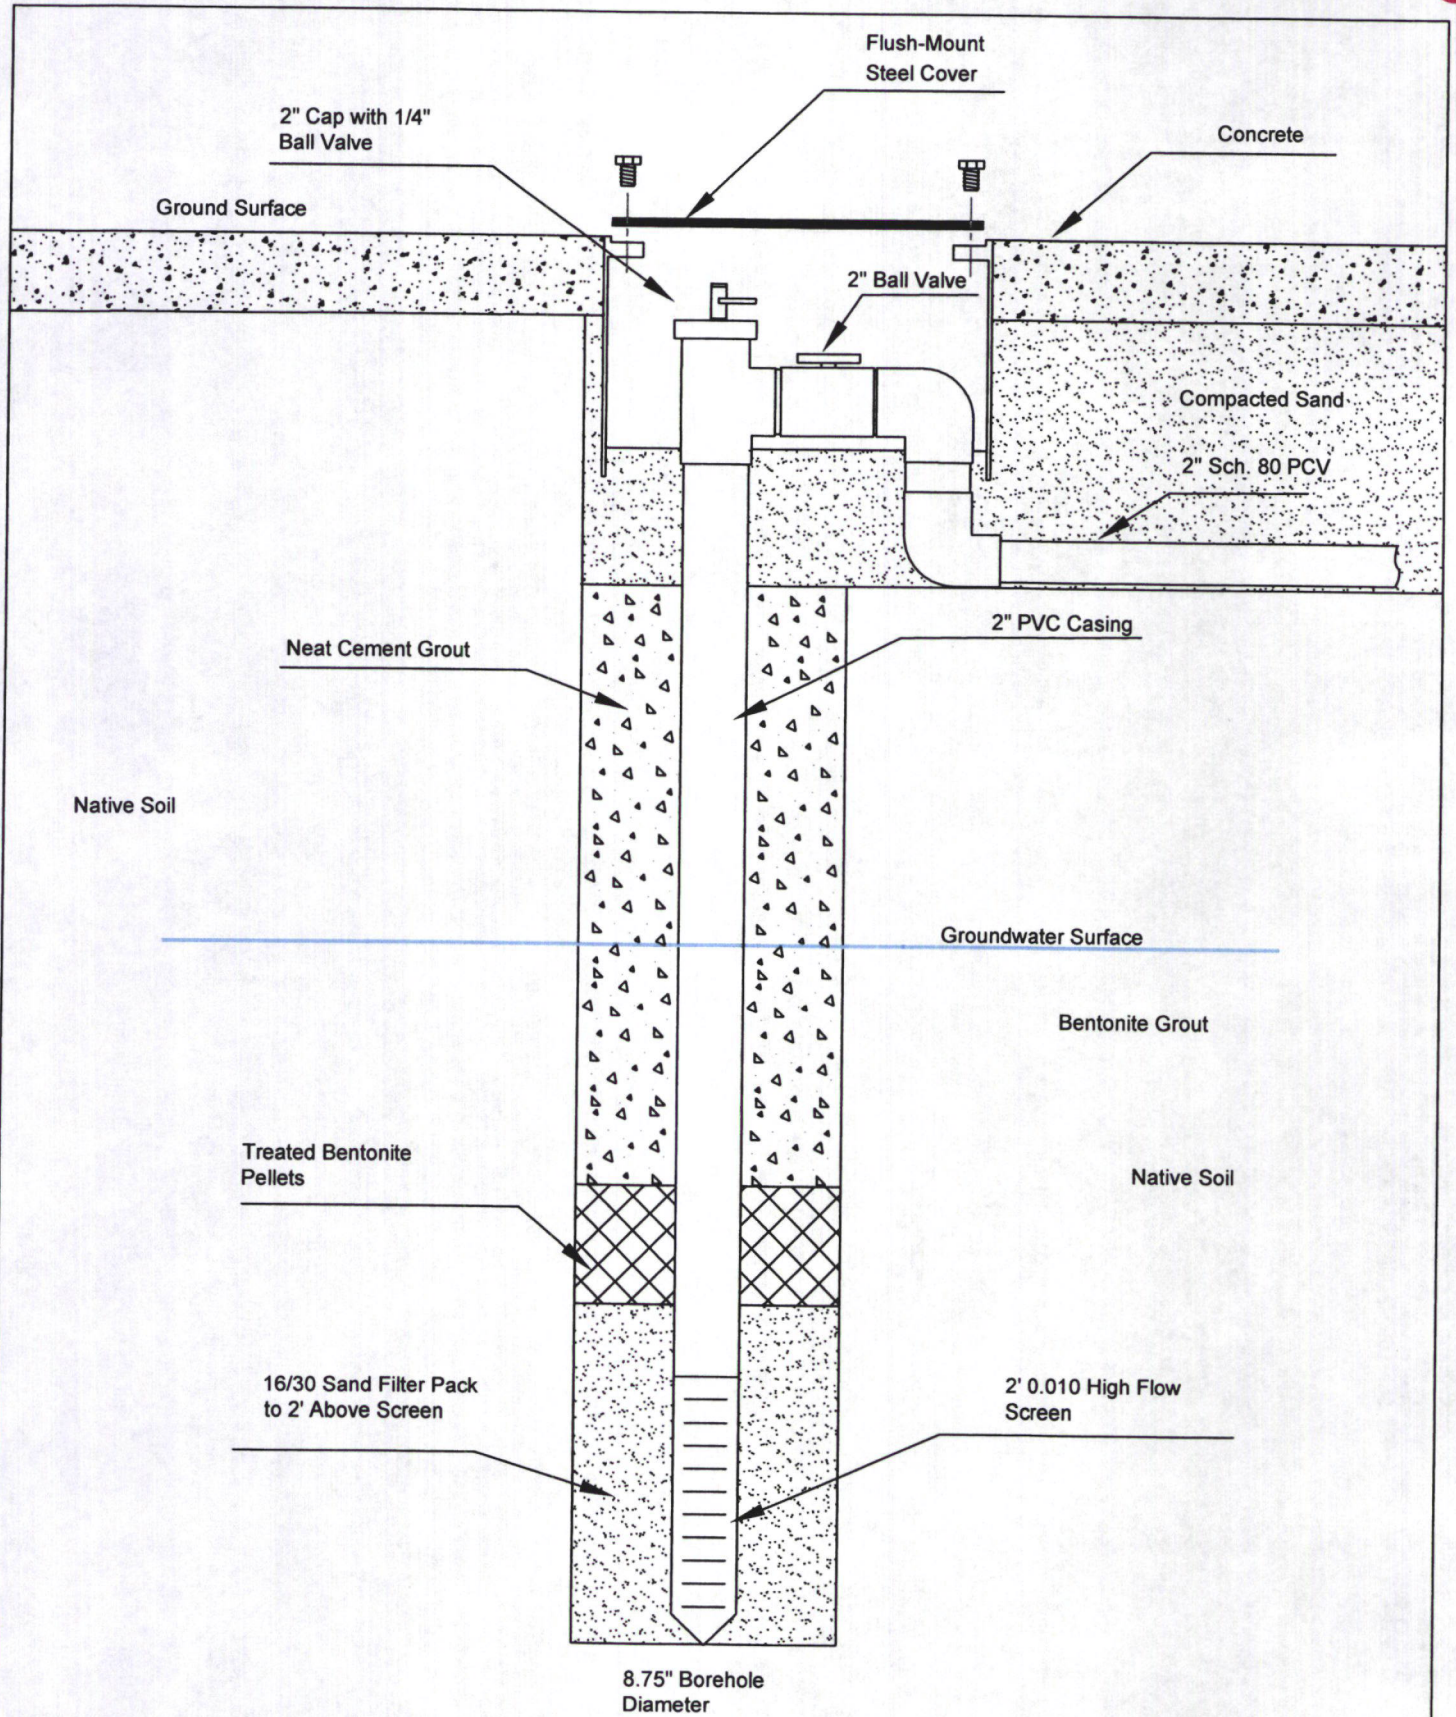 Flush-Mount
Steel Cover
2" Cap with 1/4"
Ball Valve
Concrete
Ground Surface
2" Ball Valve
Compacted Sand
2" Sch. 80 PCV
2" PVC Casing
Neat Cement Grout
Native Soil
Groundwater Surface
Bentonite Grout
Treated Bentonite
Pellets
Native Soil
16/30 Sand Filter Pack
to 2' Above Screen
2' 0.010 High Flow
Screen
8.75" Borehole
Diameter